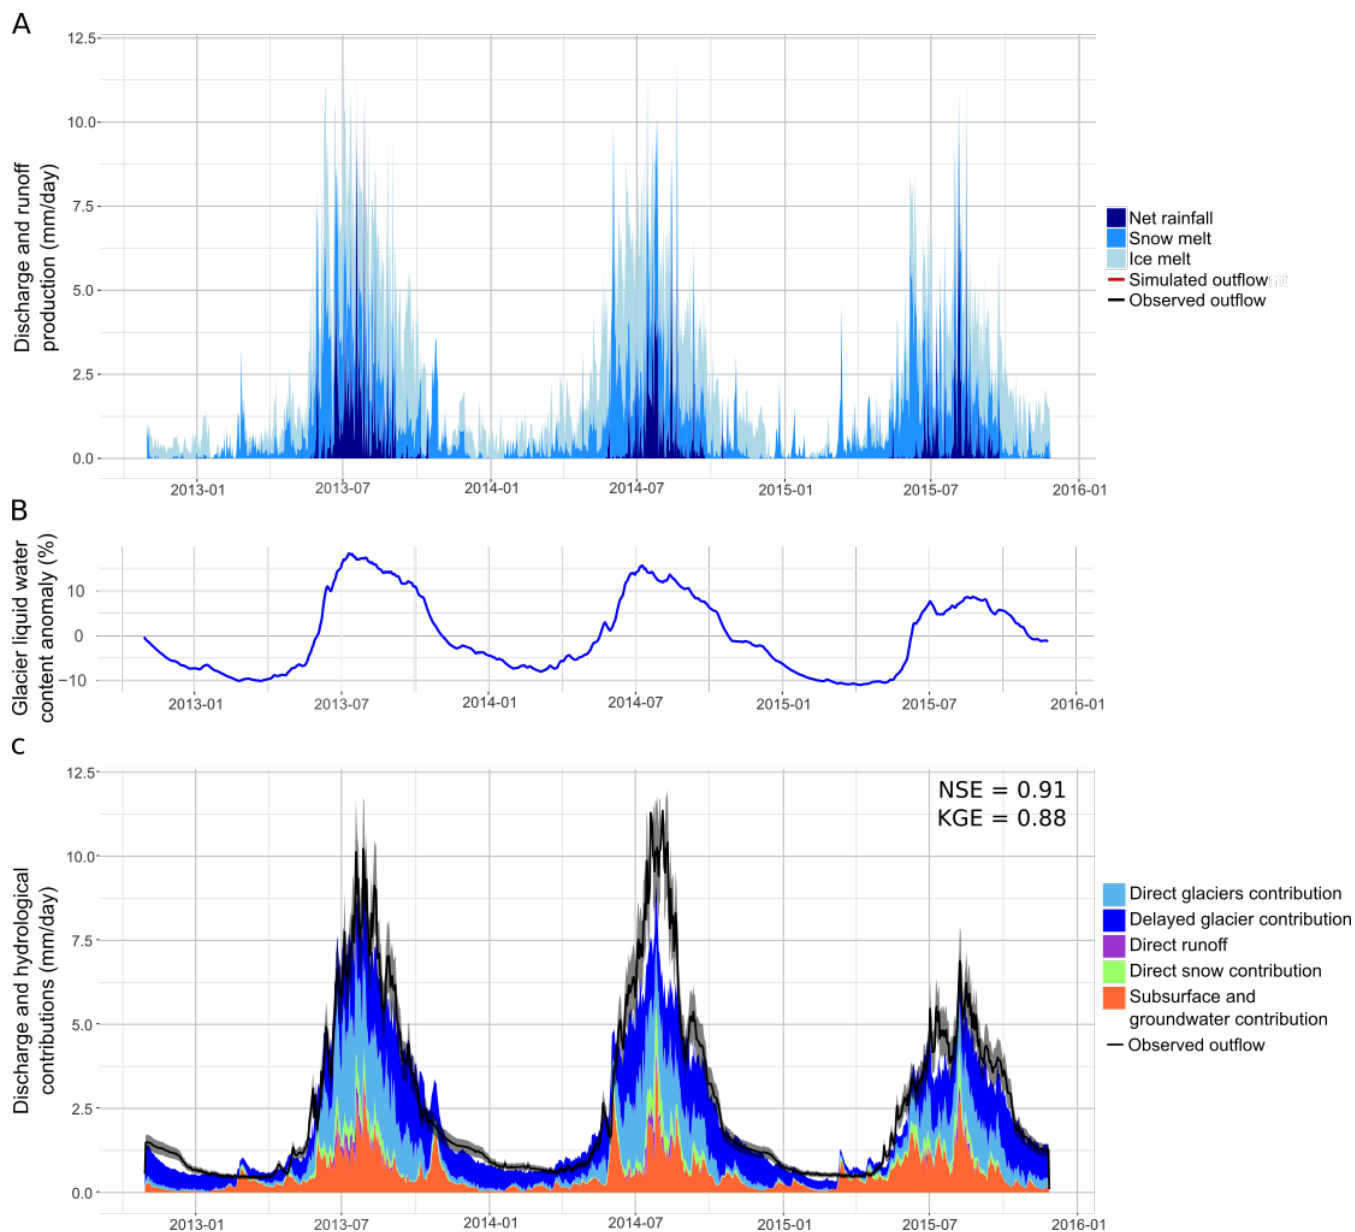 A
12.5
10.0
7.5
5.0
2.5
0.0
Discharge and runoff
production (mm/day)
2013-01
2013-07
2014-01
2014-07
2015-01
2015-07
2016-01
Net rainfall
Snow melt
Ice melt
Simulated outflow
Observed outflow
B
Glacier liquid water
content anomaly (%)
10
0
−10
2013-01
2013-07
2014-01
2014-07
2015-01
2015-07
2016-01
C
12.5
10.0
7.5
5.0
2.5
0.0
Discharge and hydrological
contributions (mm/day)
NSE = 0.91
KGE = 0.88
2013-01
2013-07
2014-01
2014-07
2015-01
2015-07
2016-01
Direct glaciers contribution
Delayed glacier contribution
Direct runoff
Direct snow contribution
Subsurface and
groundwater contribution
Observed outflow